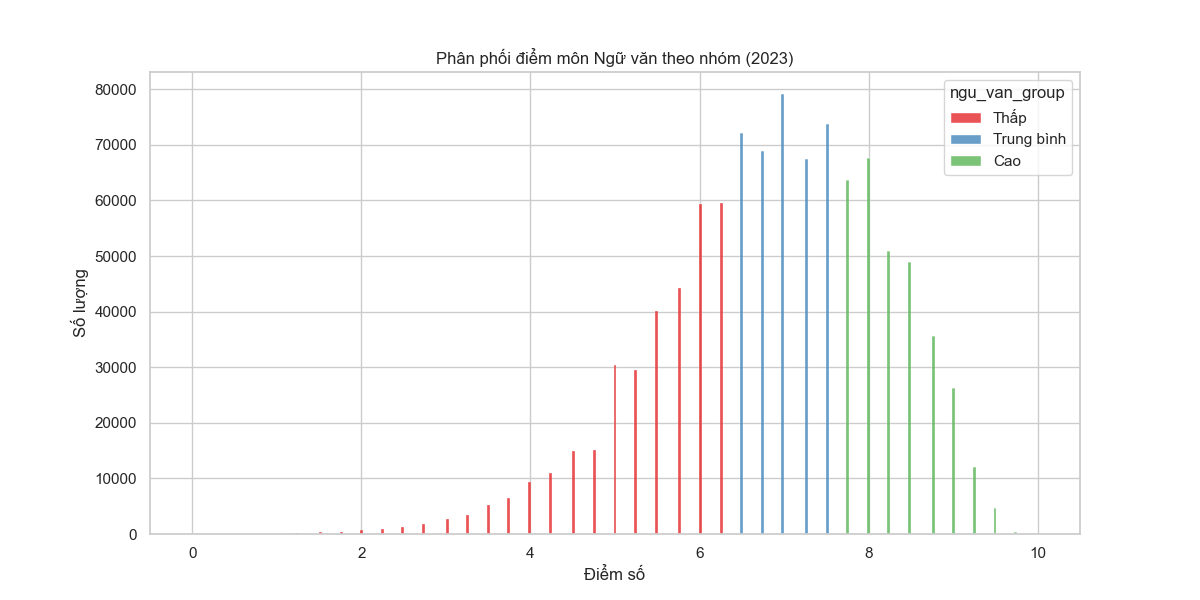 Phân phối điểm môn Ngữ văn theo nhóm (2023)
80000
70000
60000
50000
40000
30000
20000
10000
0
Số lượng
ngu_van_group
Thấp
Trung bình
Cao
0 2 4 6 8 10
Điểm số